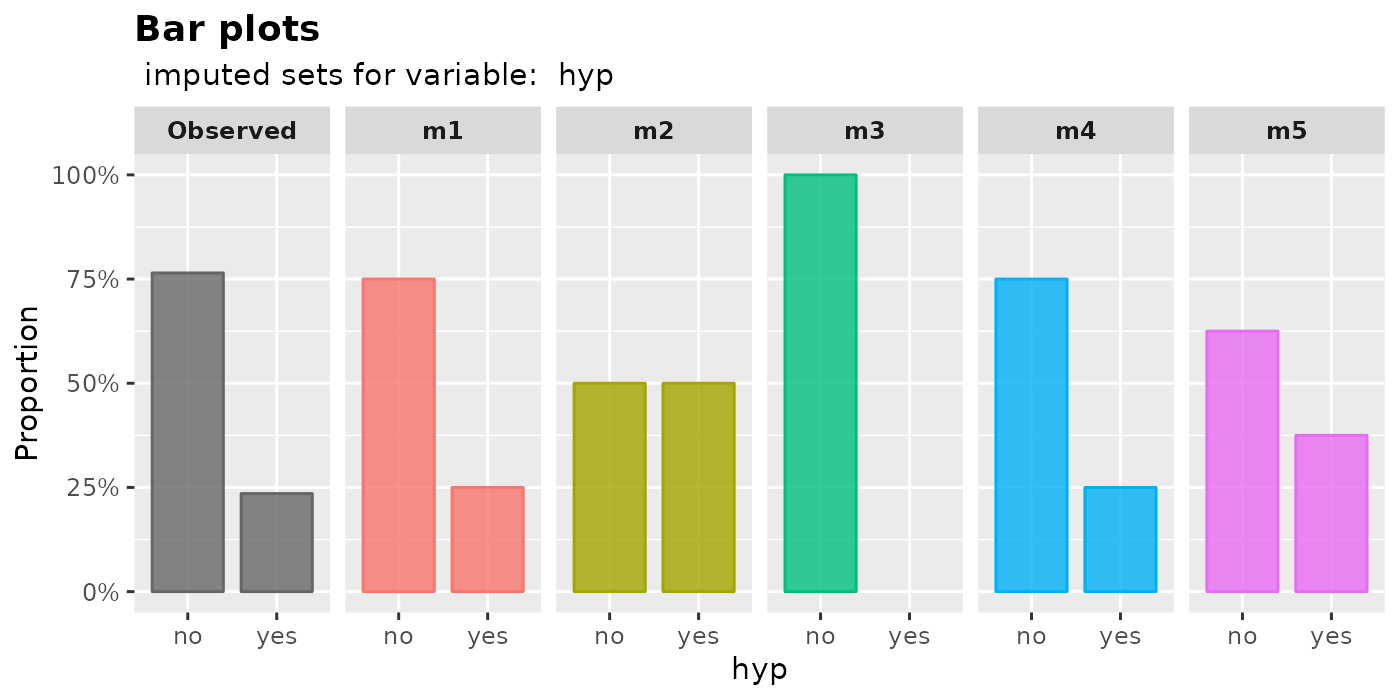 Bar plots
imputed sets for variable:  hyp
Observed m1 m2 m3 m4 m5
100%
75%
50%
25%
0%
Proportion
no yes no yes no yes no yes no yes no yes
hyp